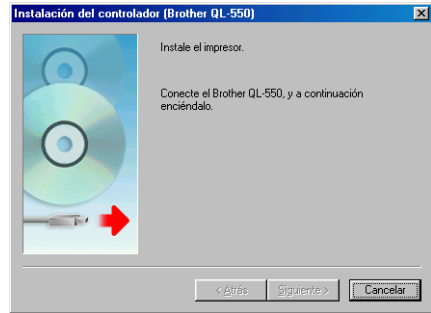 Instalación del controlador (Brother QL-550)
Instale el impresor.
Conecte el Brother QL-550, y a continuación
enciéndalo.
< Atrás
Siguiente >
Cancelar